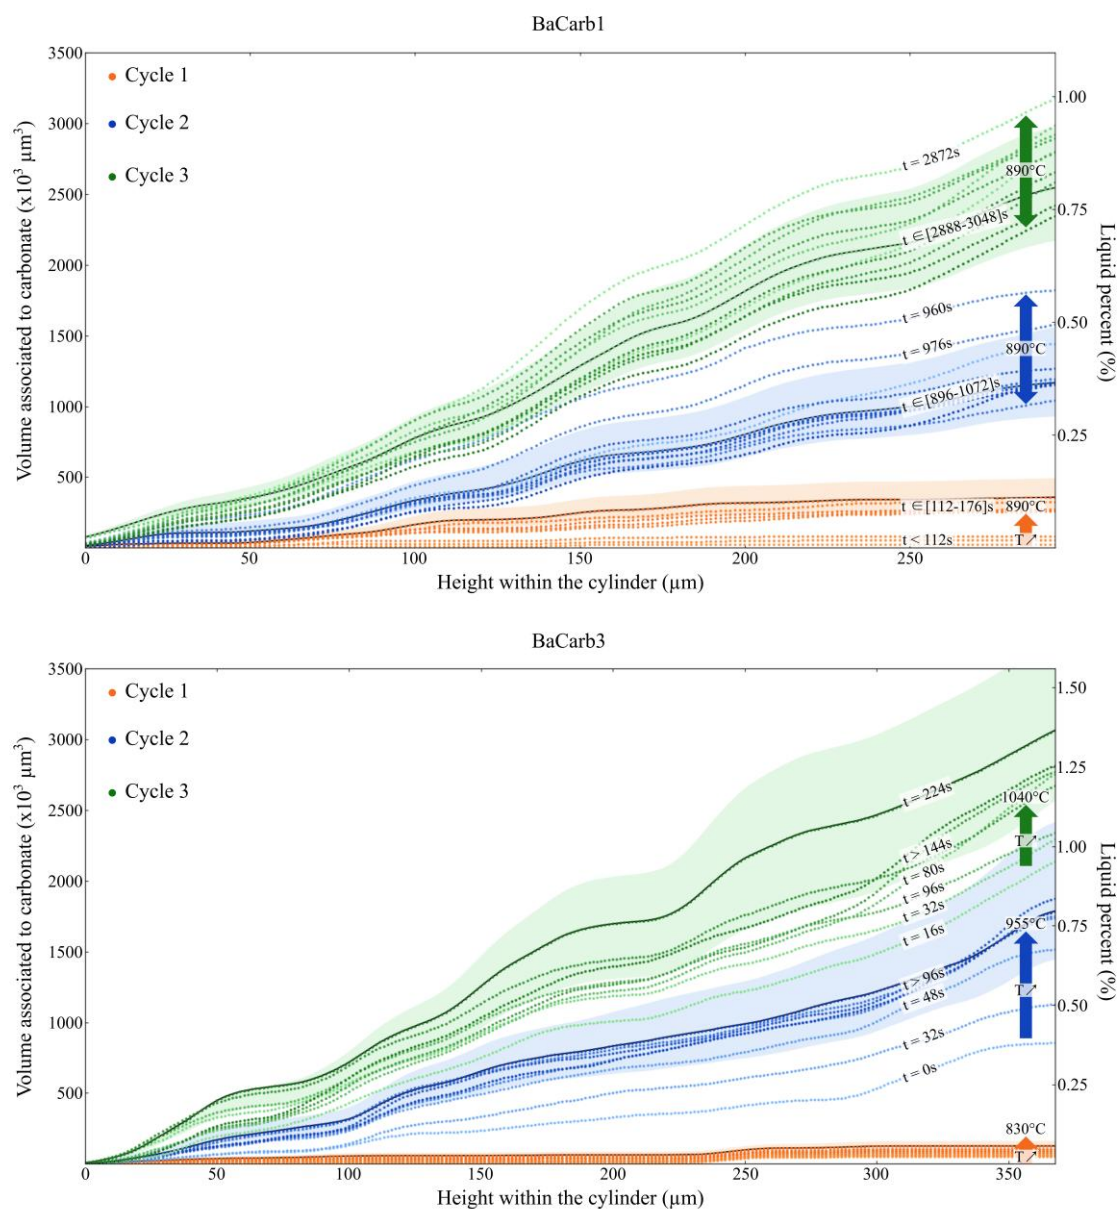 BaCarb1
Volume associated to carbonate (x10³ µm³)
3500
3000
2500
2000
1500
1000
500
Cycle 1
Cycle 2
Cycle 3
t = 2872s
t ∈[2888-3048]s
t = 960s
t = 976s
t ∈[896-1072]s
t ∈[112-176]s
t < 112s
890°C
890°C
890°C
T↗
1.00
0.75
0.50
0.25
Liquid percent (%)
0 50 100 150 200 250
Height within the cylinder (µm)
BaCarb3
Volume associated to carbonate (x10³ µm³)
3500
3000
2500
2000
1500
1000
500
Cycle 1
Cycle 2
Cycle 3
t = 224s
t > 144s
t = 80s
t = 96s
t = 32s
t = 16s
t > 96s
t = 48s
t = 32s
t = 0s
1040°C
T↗
955°C
T↗
830°C
T↗
1.50
1.25
1.00
0.75
0.50
0.25
Liquid percent (%)
0 50 100 150 200 250 300 350
Height within the cylinder (µm)